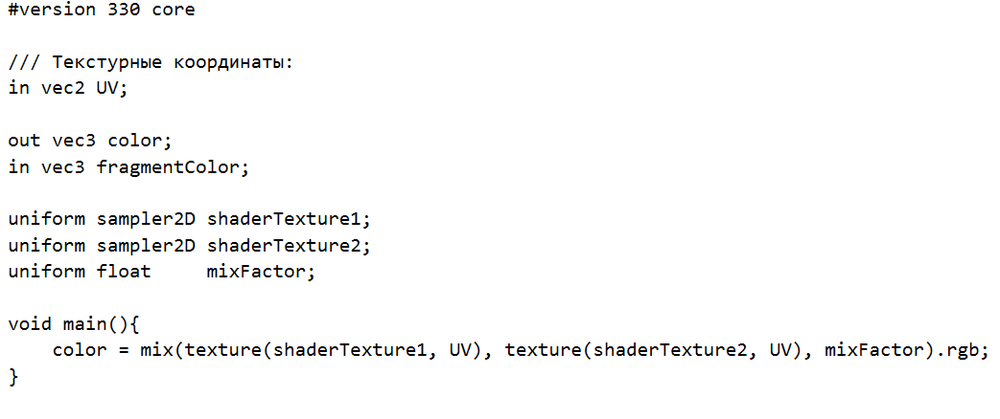 #version 330 core
/// Текстурные координаты:
in vec2 UV;
out vec3 color;
in vec3 fragmentColor;
uniform sampler2D shaderTexture1;
uniform sampler2D shaderTexture2;
uniform float     mixFactor;
void main(){
    color = mix(texture(shaderTexture1, UV), texture(shaderTexture2, UV), mixFactor).rgb;
}